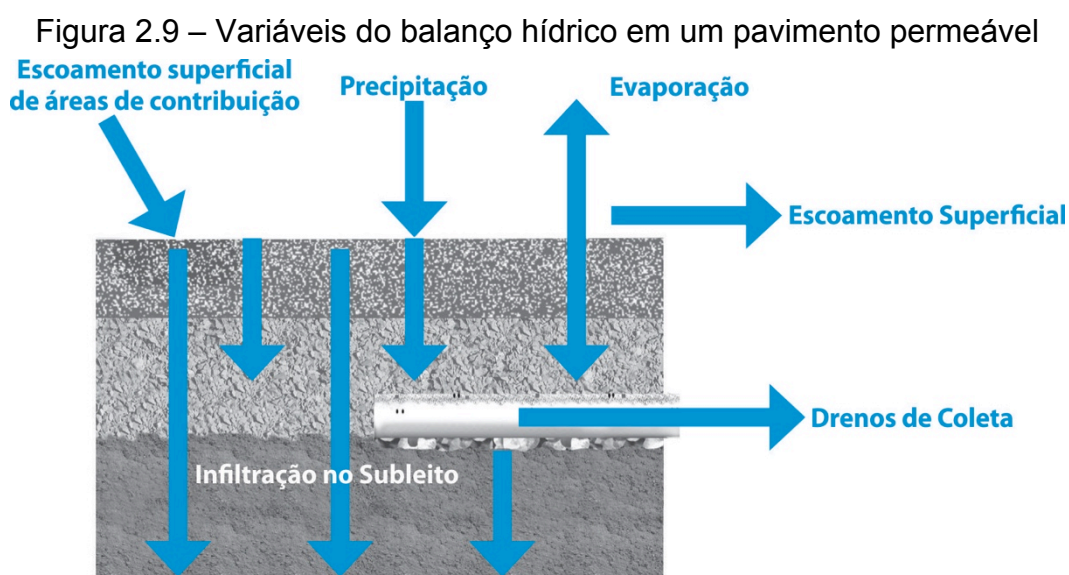 Figura 2.9 – Variáveis do balanço hídrico em um pavimento permeável
Escoamento superficial
de áreas de contribuição
Precipitação
Evaporação
Escoamento Superficial
Drenos de Coleta
Infiltração no Subleito